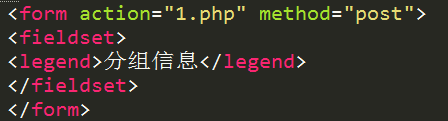 <form action="1.php" method="post">
<fieldset>
<legend>分组信息</legend>
</fieldset>
</form>